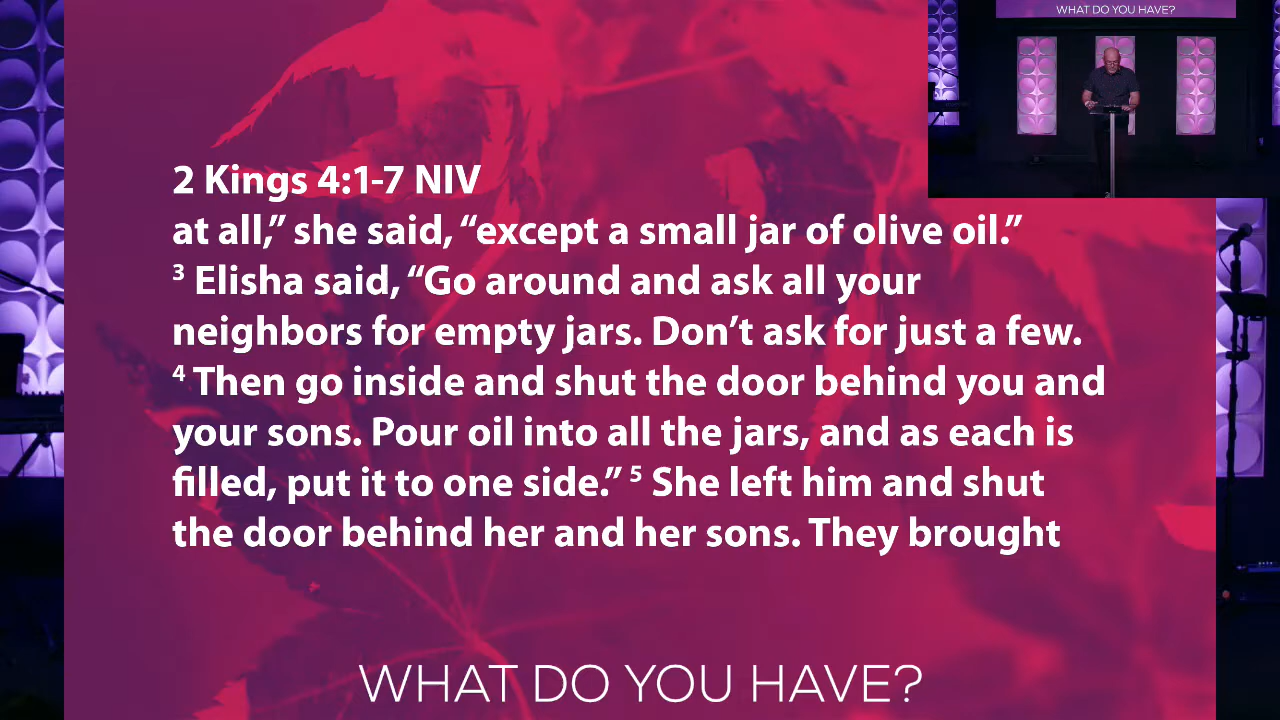 WHAT DO YOU HAVE?
2 Kings 4:1-7 NIV
at all,” she said, “except a small jar of olive oil.”
³ Elisha said, “Go around and ask all your
neighbors for empty jars. Don’t ask for just a few.
⁴ Then go inside and shut the door behind you and
your sons. Pour oil into all the jars, and as each is
filled, put it to one side.” ⁵ She left him and shut
the door behind her and her sons. They brought
WHAT DO YOU HAVE?